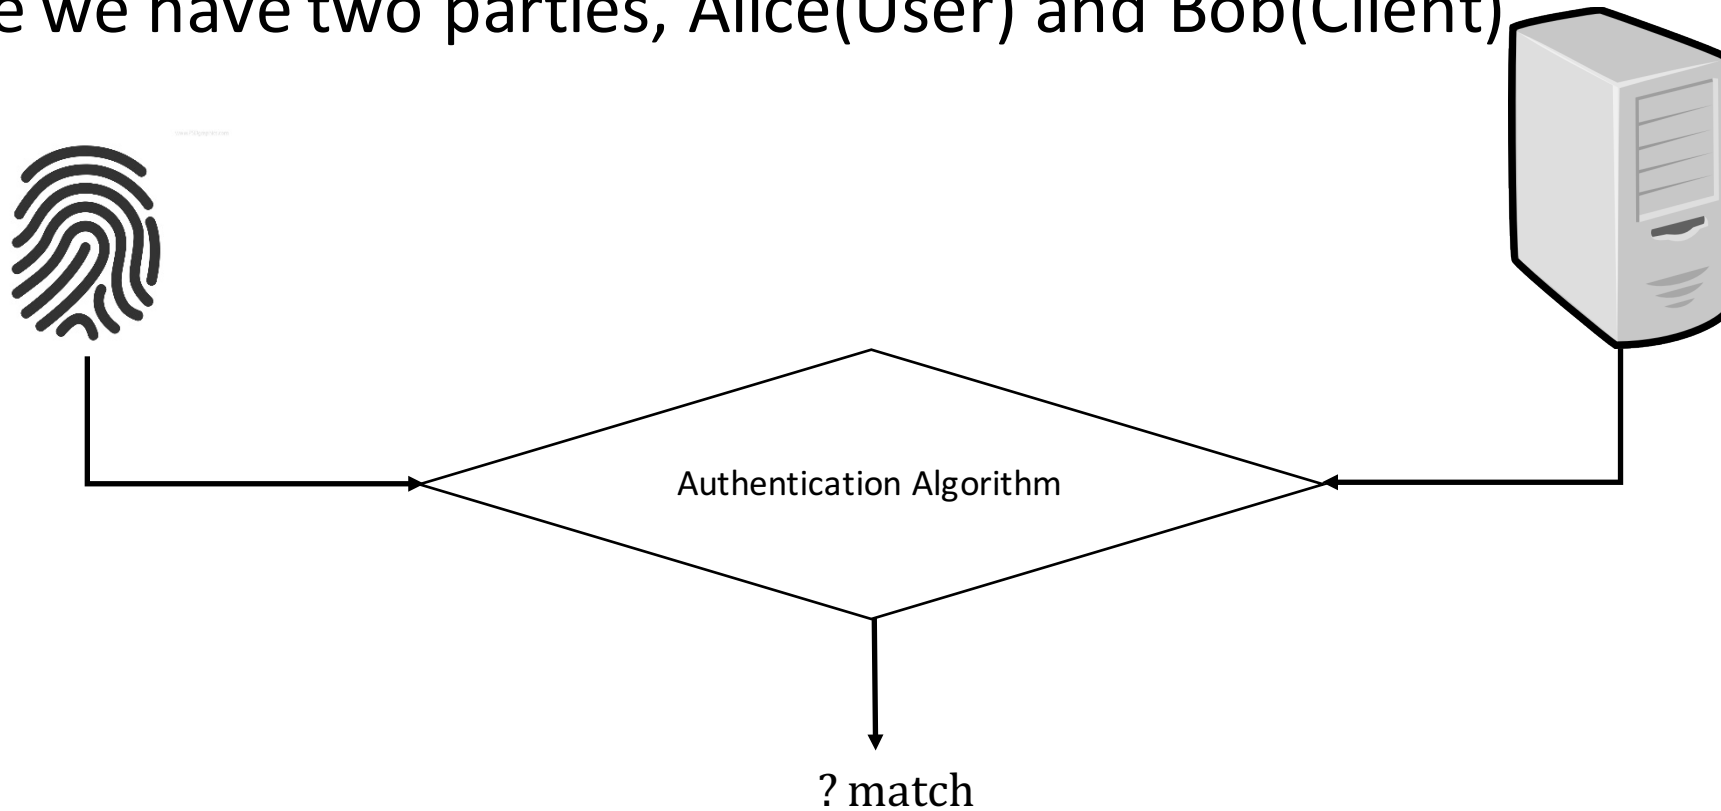 e we have two parties, Alice(User) and Bob(Client)
Authentication Algorithm
? match